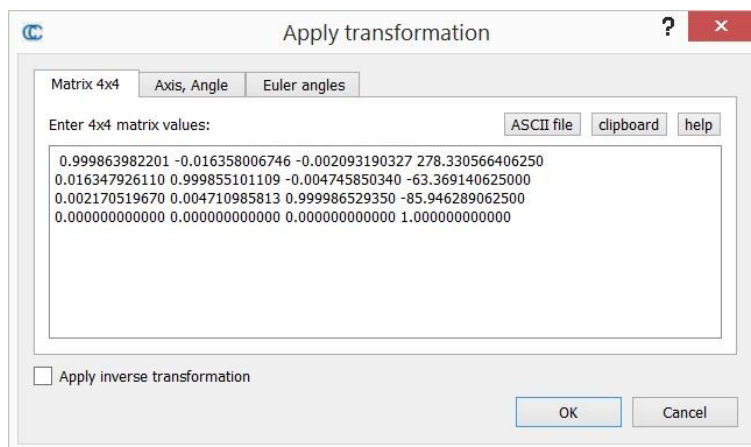 Apply transformation
Matrix 4x4 Axis, Angle Euler angles
Enter 4x4 matrix values: ASCII file clipboard help
0.999863982201 -0.016358006746 -0.002093190327 278.330566406250
0.016347926110 0.999855101109 -0.004745850340 -63.369140625000
0.002170519670 0.004710985813 0.999986529350 -85.946289062500
0.000000000000 0.000000000000 0.000000000000 1.000000000000
Apply inverse transformation
OK Cancel